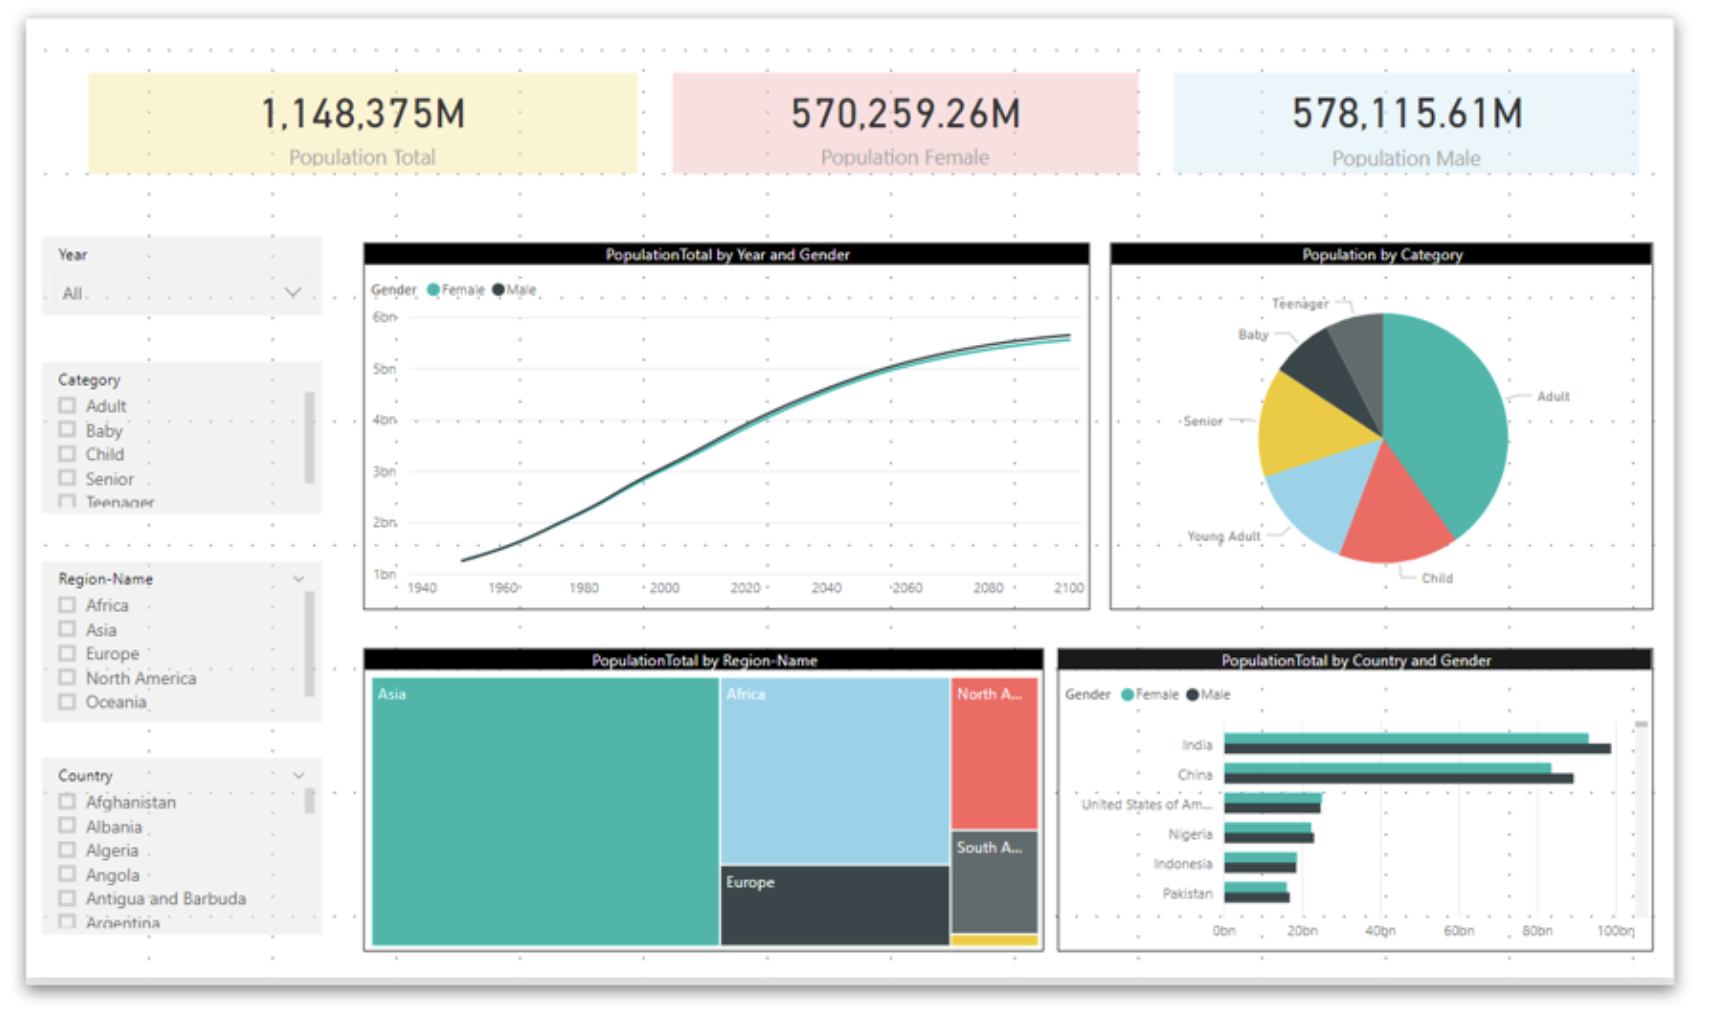 1,148,375M
Population Total
570,259.26M
Population Female
578,115.61M
Population Male
Year
All
Category
Adult
Baby
Child
Senior
Teenager
Region-Name
Africa
Asia
Europe
North America
Oceania
Country
Afghanistan
Albania
Algeria
Angola
Antigua and Barbuda
Argentina
PopulationTotal by Year and Gender
Gender Female Male
6bn
5bn
4bn
3bn
2bn
1bn
1940 1960 1980 2000 2020 2040 2060 2080 2100
Population by Category
Teenager
Baby
Adult
Senior
Young Adult
Child
PopulationTotal by Region-Name
Asia
Africa
North A...
South A...
Europe
PopulationTotal by Country and Gender
Gender Female Male
India
China
United States of Am...
Nigeria
Indonesia
Pakistan
0bn 20bn 40bn 60bn 80bn 100bn